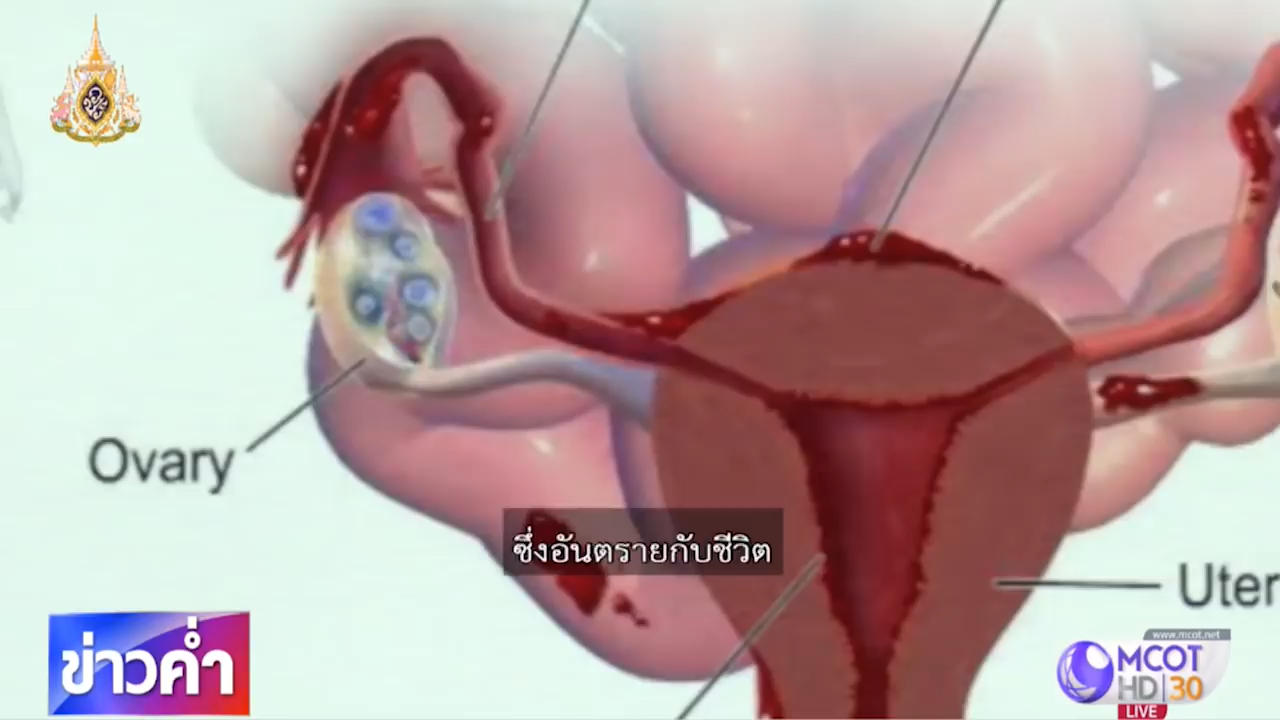 Ovary
ซึ่งอันตรายกับชีวิต
Uter
ข่าวค่ำ
www.mcot.net
MCOT
HD 30
LIVE